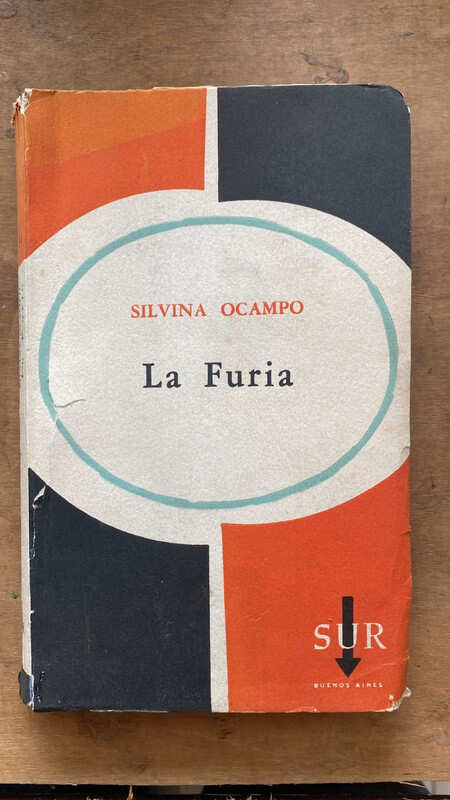 SILVINA OCAMPO
La Furia
SUR
BUENOS AIRES